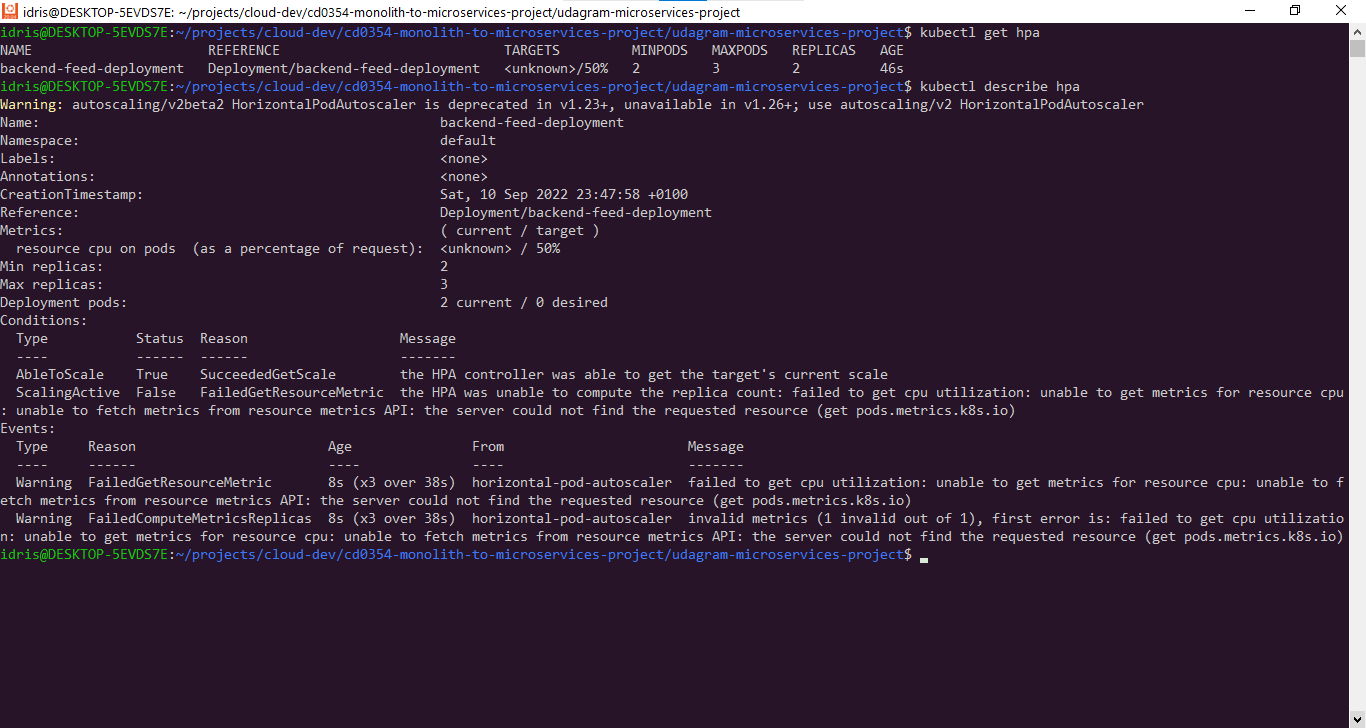 idris@DESKTOP-5EVDS7E: ~/projects/cloud-dev/cd0354-monolith-to-microservices-project/udagram-microservices-project
idris@DESKTOP-5EVDS7E:~/projects/cloud-dev/cd0354-monolith-to-microservices-project/udagram-microservices-project$ kubectl get hpa
NAME REFERENCE TARGETS MINPODS MAXPODS REPLICAS AGE
backend-feed-deployment Deployment/backend-feed-deployment <unknown>/50% 2 3 2 46s
idris@DESKTOP-5EVDS7E:~/projects/cloud-dev/cd0354-monolith-to-microservices-project/udagram-microservices-project$ kubectl describe hpa
Warning: autoscaling/v2beta2 HorizontalPodAutoscaler is deprecated in v1.23+, unavailable in v1.26+; use autoscaling/v2 HorizontalPodAutoscaler
Name: backend-feed-deployment
Namespace: default
Labels: <none>
Annotations: <none>
CreationTimestamp: Sat, 10 Sep 2022 23:47:58 +0100
Reference: Deployment/backend-feed-deployment
Metrics: ( current / target )
resource cpu on pods (as a percentage of request): <unknown> / 50%
Min replicas: 2
Max replicas: 3
Deployment pods: 2 current / 0 desired
Conditions:
Type Status Reason Message
---- ------ ------ -------
AbleToScale True SucceededGetScale the HPA controller was able to get the target's current scale
ScalingActive False FailedGetResourceMetric the HPA was unable to compute the replica count: failed to get cpu utilization: unable to get metrics for resource cpu
: unable to fetch metrics from resource metrics API: the server could not find the requested resource (get pods.metrics.k8s.io)
Events:
Type Reason Age From Message
---- ------ ---- ---- -------
Warning FailedGetResourceMetric 8s (x3 over 38s) horizontal-pod-autoscaler failed to get cpu utilization: unable to get metrics for resource cpu: unable to f
etch metrics from resource metrics API: the server could not find the requested resource (get pods.metrics.k8s.io)
Warning FailedComputeMetricsReplicas 8s (x3 over 38s) horizontal-pod-autoscaler invalid metrics (1 invalid out of 1), first error is: failed to get cpu utilizatio
n: unable to get metrics for resource cpu: unable to fetch metrics from resource metrics API: the server could not find the requested resource (get pods.metrics.k8s.io)
idris@DESKTOP-5EVDS7E:~/projects/cloud-dev/cd0354-monolith-to-microservices-project/udagram-microservices-project$